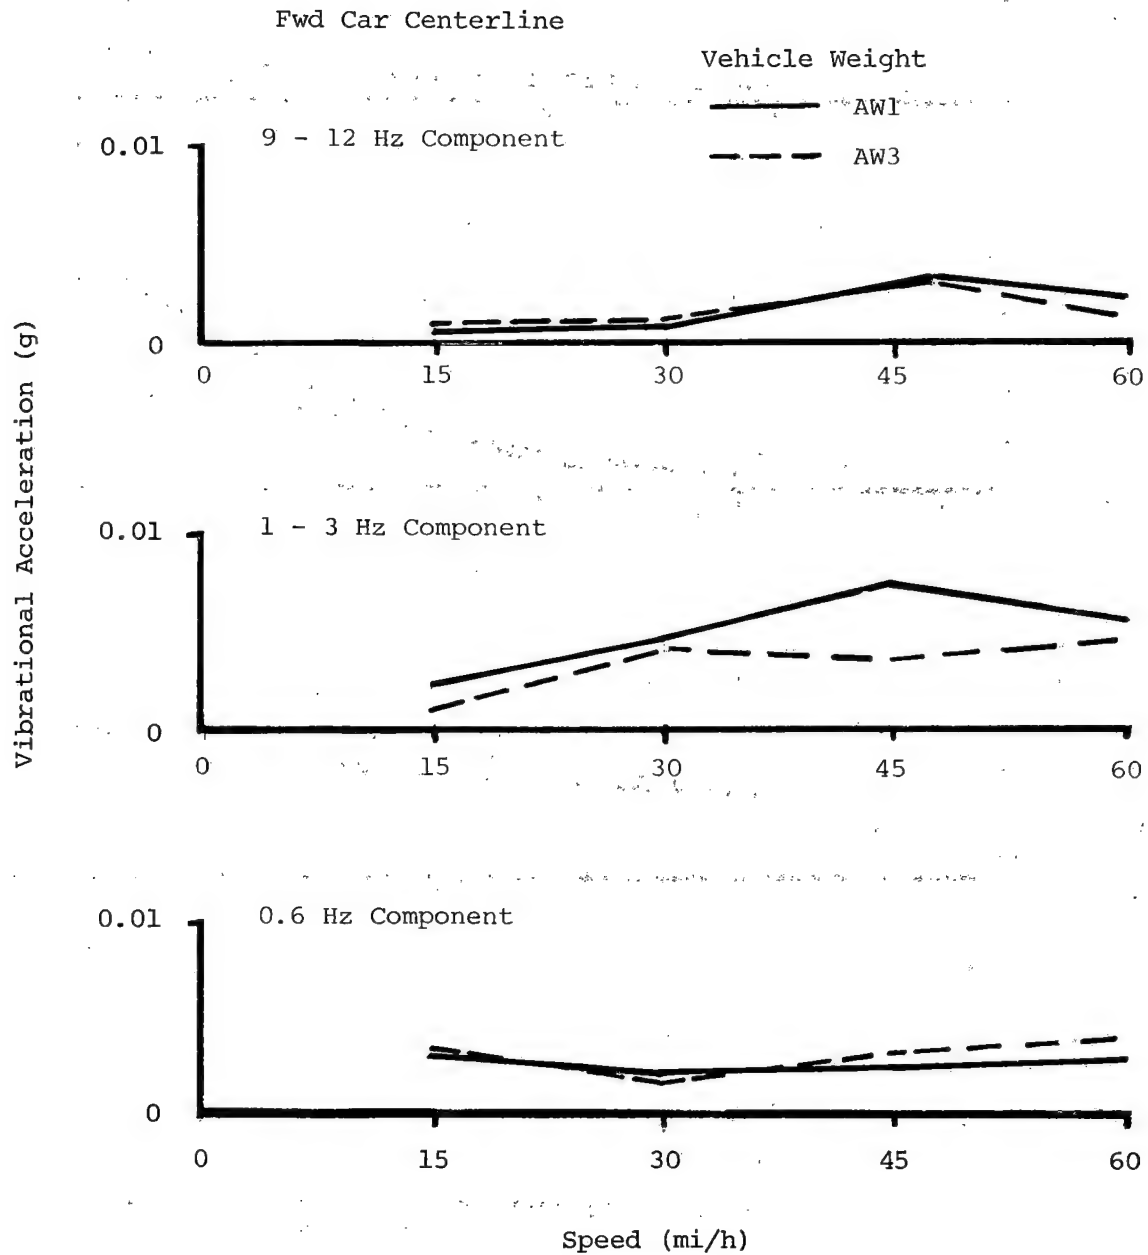 Fwd Car Centerline
Vehicle Weight
AW1
AW3
9 - 12 Hz Component
0.01
0
0 15 30 45 60
Vibrational Acceleration (g)
1 - 3 Hz Component
0.01
0
0 15 30 45 60
0.6 Hz Component
0.01
0
0 15 30 45 60
Speed (mi/h)